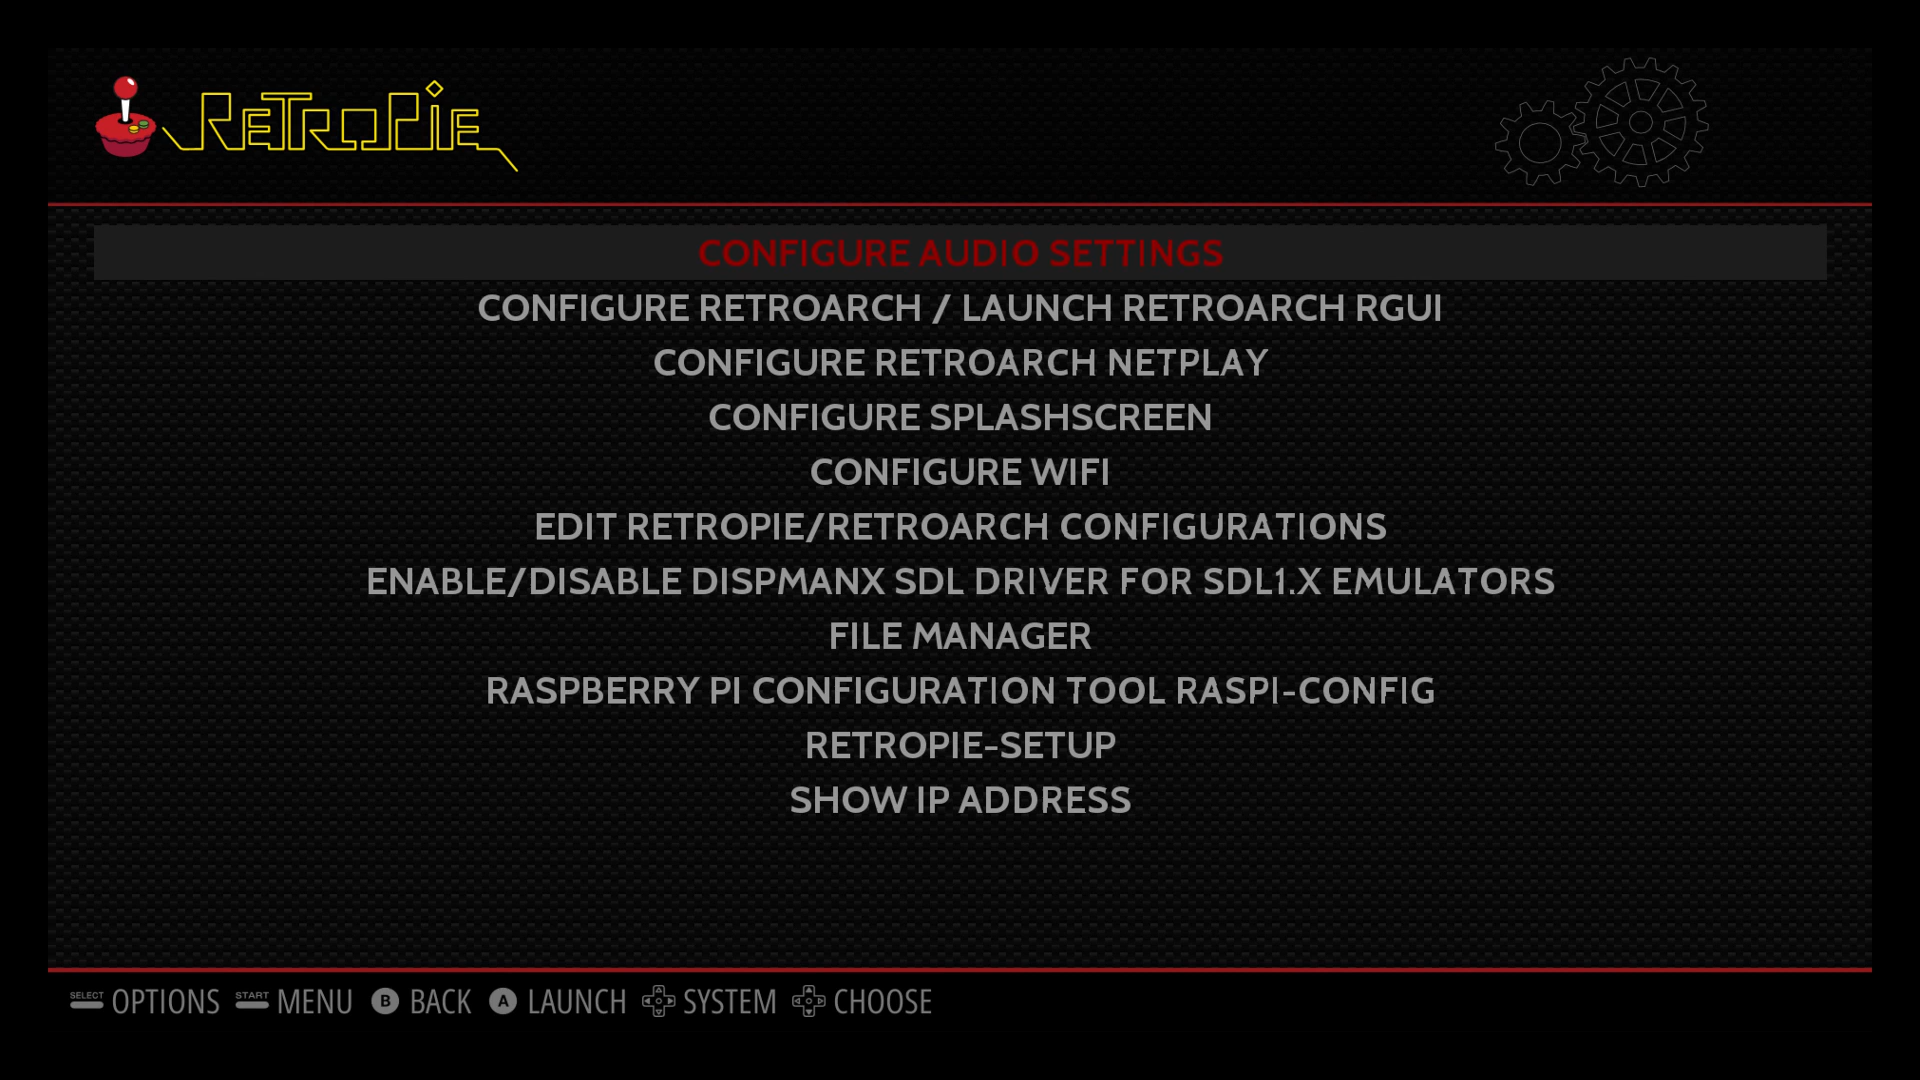 RETROPIE
CONFIGURE AUDIO SETTINGS
CONFIGURE RETROARCH / LAUNCH RETROARCH RGUI
CONFIGURE RETROARCH NETPLAY
CONFIGURE SPLASHSCREEN
CONFIGURE WIFI
EDIT RETROPIE/RETROARCH CONFIGURATIONS
ENABLE/DISABLE DISPMANX SDL DRIVER FOR SDL1.X EMULATORS
FILE MANAGER
RASPBERRY PI CONFIGURATION TOOL RASPI-CONFIG
RETROPIE-SETUP
SHOW IP ADDRESS
SELECT OPTIONS START MENU B BACK A LAUNCH SYSTEM CHOOSE